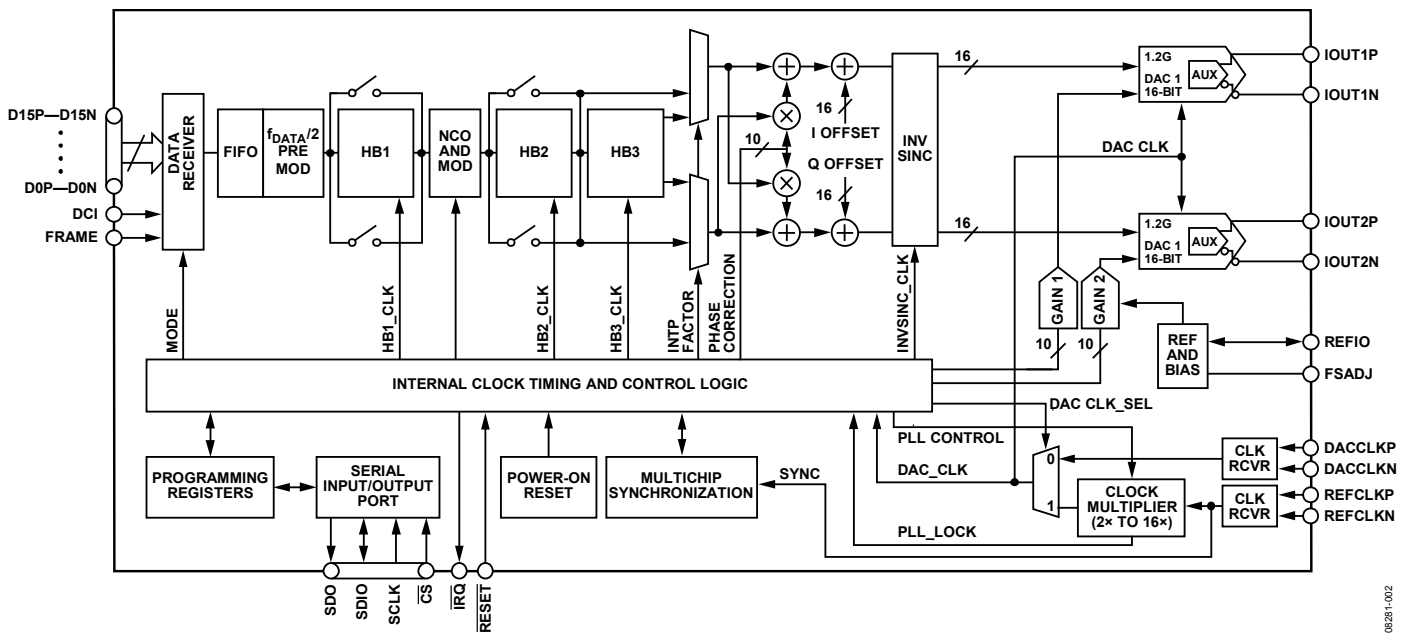 D15P—D15N
D0P—D0N
DCI
FRAME
DATA
RECEIVER
FIFO
fDATA/2
PRE
MOD
HB1
NCO
AND
MOD
HB2
HB3
10
16
I OFFSET
Q OFFSET
16
INV
SINC
16
16
1.2G
DAC 1
16-BIT
AUX
DAC CLK
1.2G
DAC 1
16-BIT
AUX
IOUT1P
IOUT1N
IOUT2P
IOUT2N
MODE
HB1_CLK
HB2_CLK
HB3_CLK
INTP
FACTOR
PHASE
CORRECTION
INVSINC_CLK
GAIN 1
GAIN 2
10
10
REF
AND
BIAS
REFIO
FSADJ
INTERNAL CLOCK TIMING AND CONTROL LOGIC
DAC CLK_SEL
PLL CONTROL
DAC_CLK
PLL_LOCK
0
1
CLOCK
MULTIPLIER
(2× TO 16×)
CLK
RCVR
CLK
RCVR
DACCLKP
DACCLKN
REFCLKP
REFCLKN
PROGRAMMING
REGISTERS
SERIAL
INPUT/OUTPUT
PORT
POWER-ON
RESET
MULTICHIP
SYNCHRONIZATION
SYNC
SDO
SDIO
SCLK
CS
IRQ
RESET
08281-002